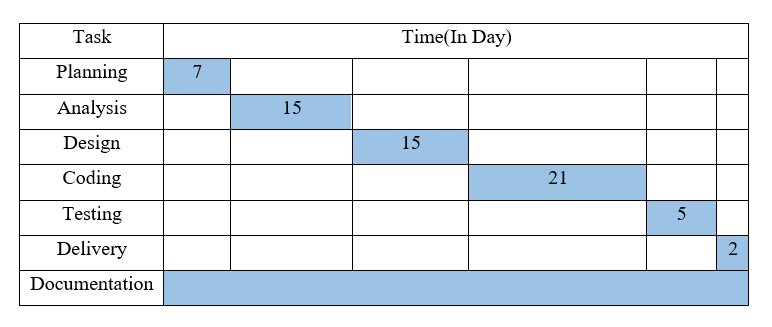 Task Time(In Day)
Planning 7
Analysis 15
Design 15
Coding 21
Testing 5
Delivery 2
Documentation